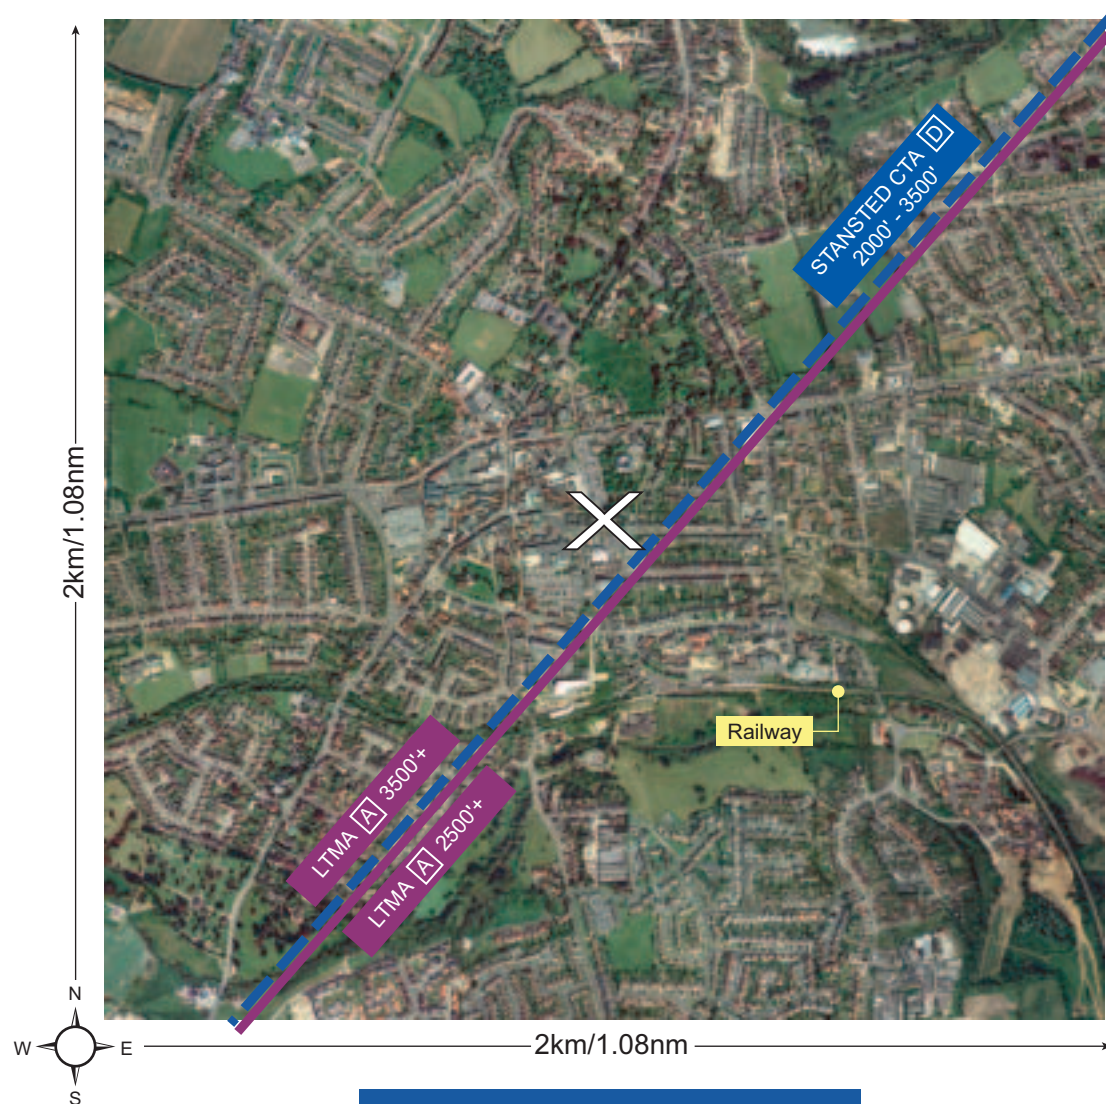 STANSTED CTA D
2000' - 3500'
2km/1.08nm
Railway
LTMA A 3500'+
LTMA A 2500'+
N
W E
S
2km/1.08nm